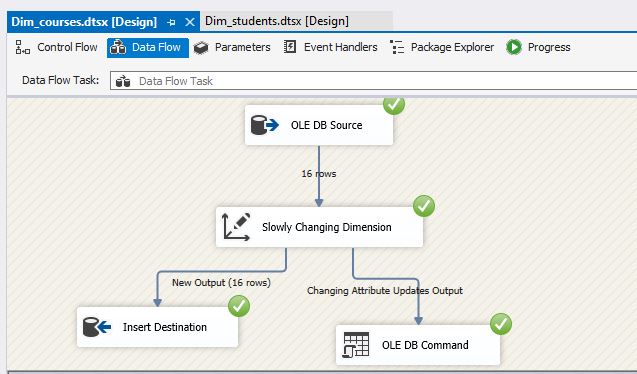 Dim_courses.dtsx [Design] Dim_students.dtsx [Design]
Control Flow Data Flow Parameters Event Handlers Package Explorer Progress
Data Flow Task: Data Flow Task
OLE DB Source
16 rows
Slowly Changing Dimension
New Output (16 rows)
Changing Attribute Updates Output
Insert Destination
OLE DB Command